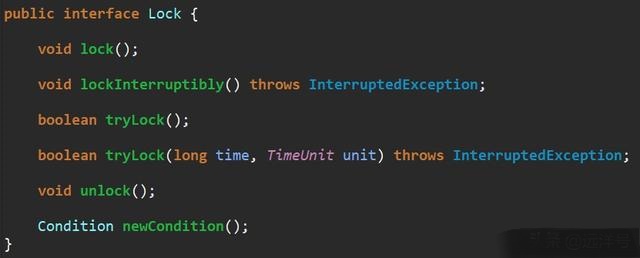 public interface Lock {
void lock();
void lockInterruptibly() throws InterruptedException;
boolean tryLock();
boolean tryLock(long time, TimeUnit unit) throws InterruptedException;
void unlock();
Condition newCondition();
}